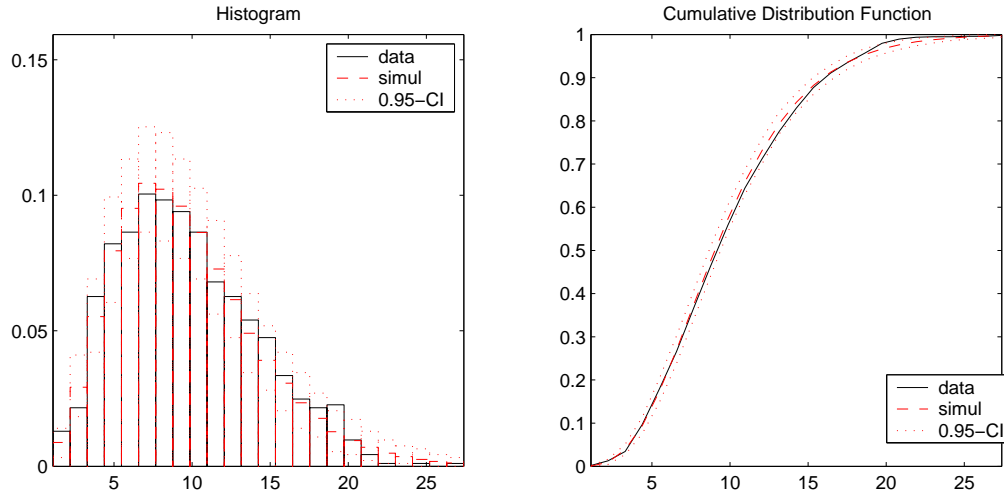 Histogram
0.15
0.1
0.05
0
5 10 15 20 25
data
simul
0.95-CI
Cumulative Distribution Function
1
0.9
0.8
0.7
0.6
0.5
0.4
0.3
0.2
0.1
0
5 10 15 20 25
data
simul
0.95-CI